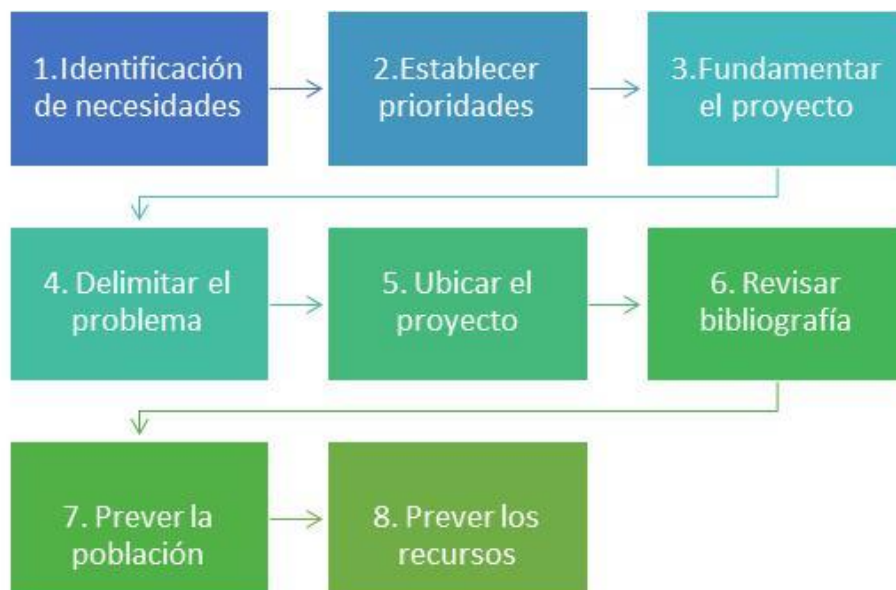 1.Identificación
de necesidades
2.Establecer
prioridades
3.Fundamentar
el proyecto
4. Delimitar el
problema
5. Ubicar el
proyecto
6. Revisar
bibliografía
7. Prever la
población
8. Prever los
recursos